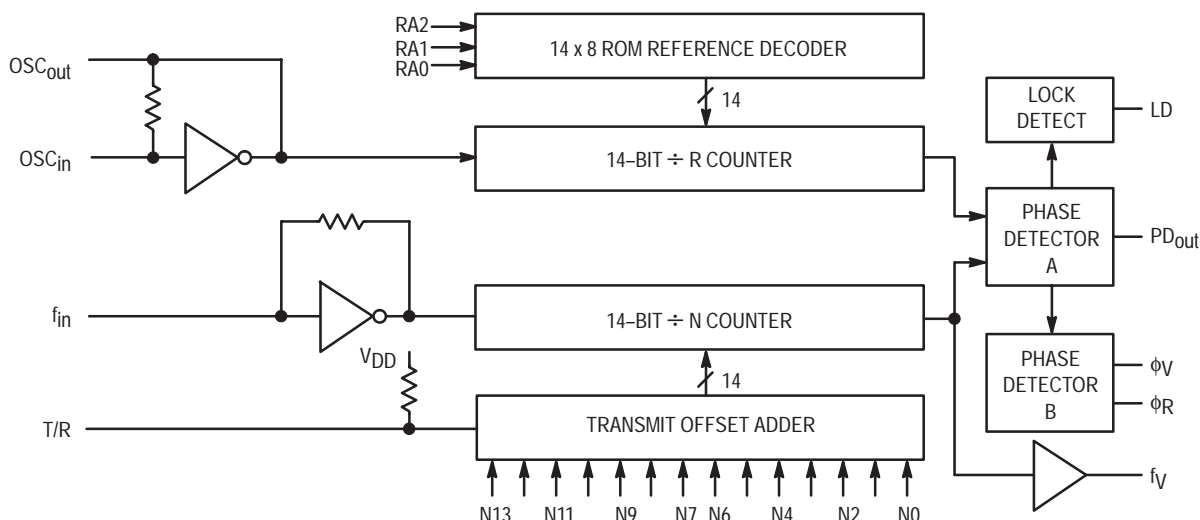 RA2
RA1
RA0
14 x 8 ROM REFERENCE DECODER
OSCout
14
LOCK
DETECT
LD
OSCin
14–BIT ÷ R COUNTER
PHASE
DETECTOR
A
PDout
fin
14–BIT ÷ N COUNTER
VDD
14
PHASE
DETECTOR
B
ϕV
ϕR
T/R
TRANSMIT OFFSET ADDER
fV
N13 N11 N9 N7 N6 N4 N2 N0